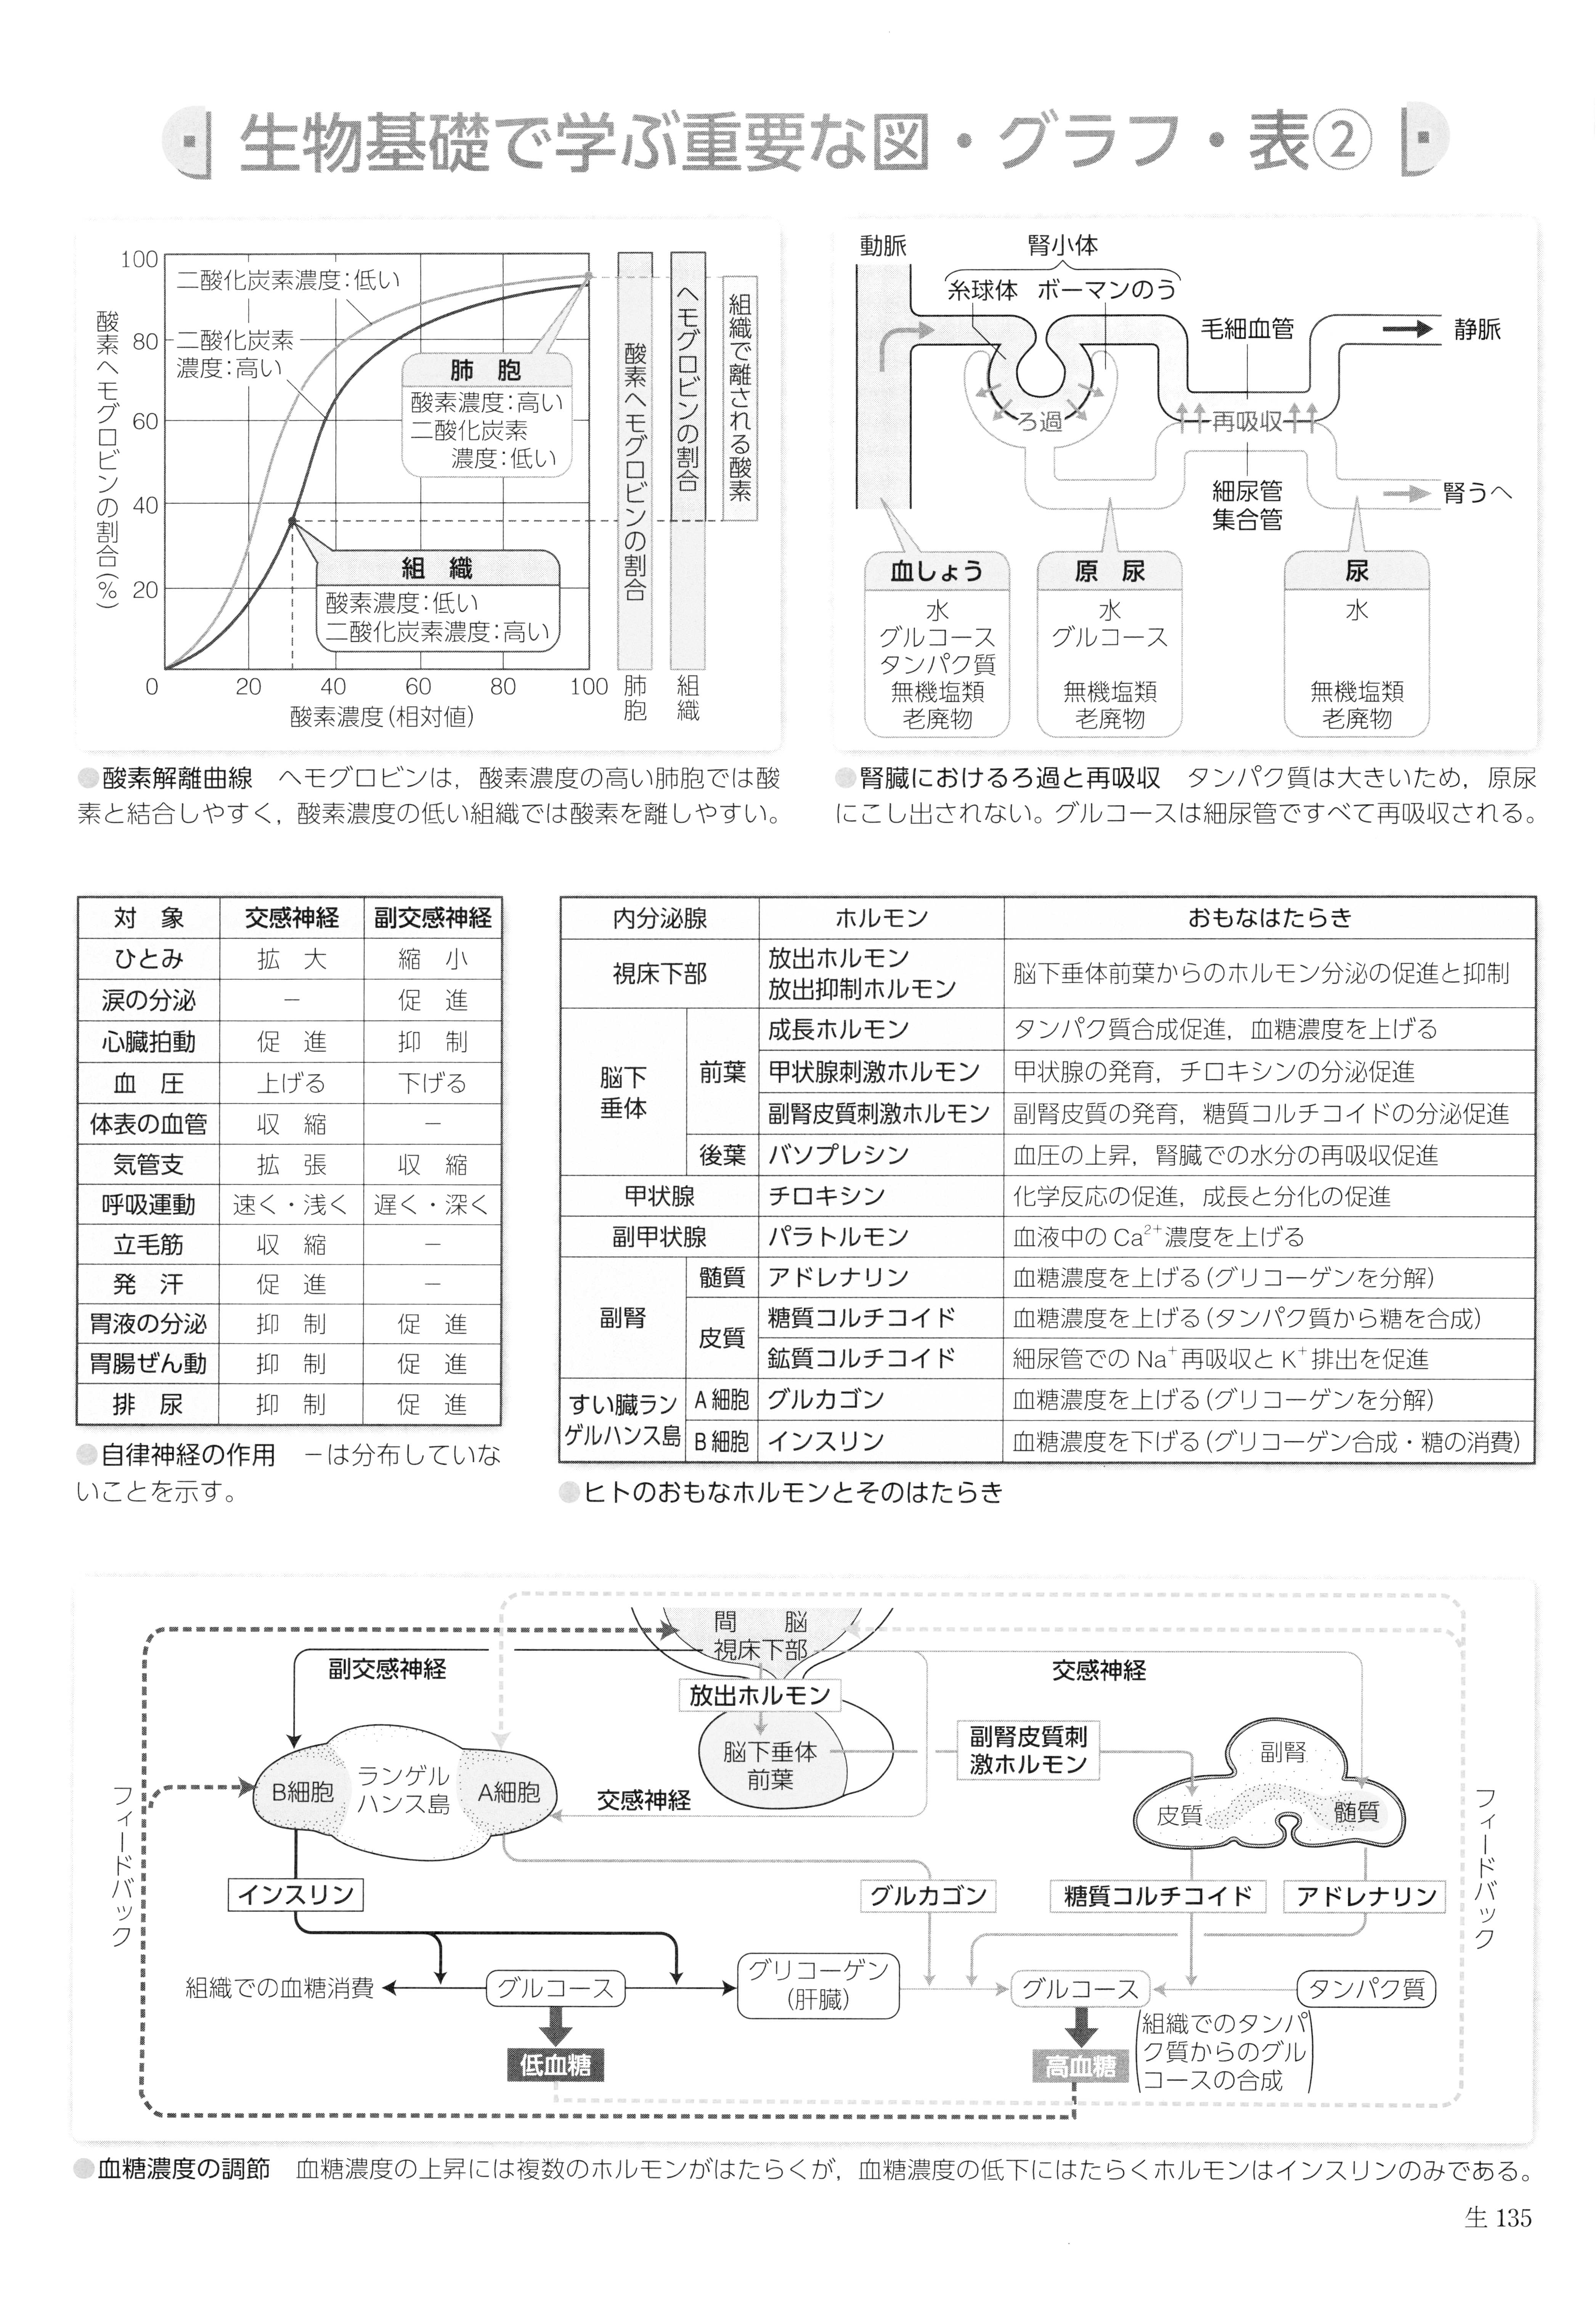 生物基礎で学ぶ重要な図・グラフ・表②
酸素ヘモグロビンの割合(%)
100
80
60
40
20
0
20
40
60
80
100
酸素濃度(相対値)
二酸化炭素濃度:低い
二酸化炭素
濃度:高い
肺胞
酸素濃度:高い
二酸化炭素
濃度:低い
組織
酸素濃度:低い
二酸化炭素濃度:高い
酸素ヘモグロビンの割合
肺胞
ヘモグロビンの割合
組織
組織で離される酸素
●酸素解離曲線 ヘモグロビンは,酸素濃度の高い肺胞では酸
素と結合しやすく,酸素濃度の低い組織では酸素を離しやすい。
動脈
腎小体
糸球体 ボーマンのう
毛細血管
静脈
ろ過
再吸収
細尿管
集合管
腎うへ
血しょう
水
グルコース
タンパク質
無機塩類
老廃物
原尿
水
グルコース
無機塩類
老廃物
尿
水
無機塩類
老廃物
●腎臓におけるろ過と再吸収 タンパク質は大きいため,原尿
にこし出されない。グルコースは細尿管ですべて再吸収される。
対象 交感神経 副交感神経
ひとみ 拡大 縮小
涙の分泌 − 促進
心臓拍動 促進 抑制
血圧 上げる 下げる
体表の血管 収縮 −
気管支 拡張 収縮
呼吸運動 速く・浅く 遅く・深く
立毛筋 収縮 −
発汗 促進 −
胃液の分泌 抑制 促進
胃腸ぜん動 抑制 促進
排尿 抑制 促進
●自律神経の作用 −は分布していな
いことを示す。
内分泌腺 ホルモン おもなはたらき
視床下部
放出ホルモン
放出抑制ホルモン
脳下垂体前葉からのホルモン分泌の促進と抑制
脳下
垂体
前葉
成長ホルモン タンパク質合成促進,血糖濃度を上げる
甲状腺刺激ホルモン 甲状腺の発育,チロキシンの分泌促進
副腎皮質刺激ホルモン 副腎皮質の発育,糖質コルチコイドの分泌促進
後葉 バソプレシン 血圧の上昇,腎臓での水分の再吸収促進
甲状腺 チロキシン 化学反応の促進,成長と分化の促進
副甲状腺 パラトルモン 血液中のCa²⁺濃度を上げる
副腎
髄質 アドレナリン 血糖濃度を上げる(グリコーゲンを分解)
皮質
糖質コルチコイド 血糖濃度を上げる(タンパク質から糖を合成)
鉱質コルチコイド 細尿管でのNa⁺再吸収とK⁺排出を促進
すい臓ラン
ゲルハンス島
A細胞 グルカゴン 血糖濃度を上げる(グリコーゲンを分解)
B細胞 インスリン 血糖濃度を下げる(グリコーゲン合成・糖の消費)
●ヒトのおもなホルモンとそのはたらき
間脳
視床下部
副交感神経
交感神経
放出ホルモン
脳下垂体
前葉
副腎皮質刺
激ホルモン
副腎
皮質
髄質
B細胞
ランゲル
ハンス島
A細胞
交感神経
フィードバック
フィードバック
インスリン
グルカゴン
糖質コルチコイド
アドレナリン
組織での血糖消費
グルコース
グリコーゲン
(肝臓)
グルコース
タンパク質
低血糖
高血糖
(組織でのタンパ
ク質からのグル
コースの合成)
●血糖濃度の調節 血糖濃度の上昇には複数のホルモンがはたらくが,血糖濃度の低下にはたらくホルモンはインスリンのみである。
生 135